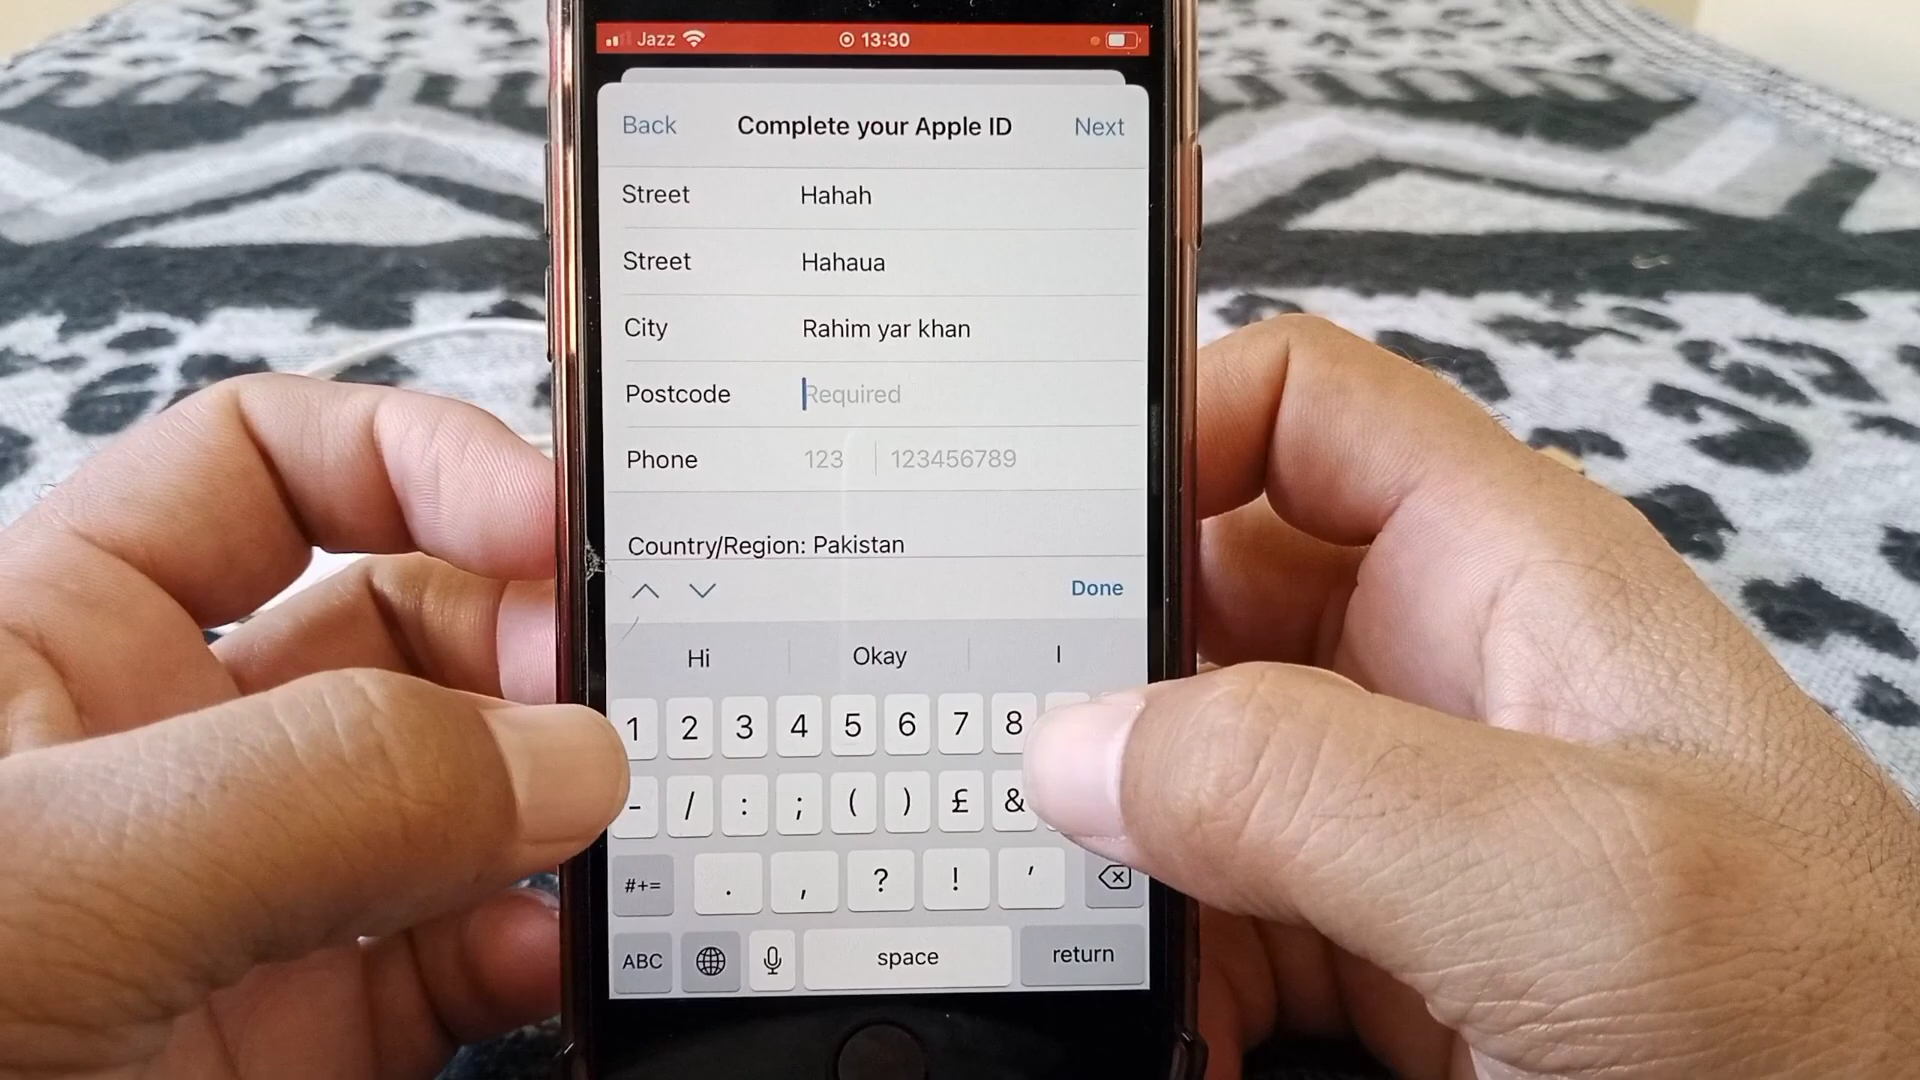 Jazz 13:30
Back Complete your Apple ID Next
Street Hahah
Street Hahaua
City Rahim yar khan
Postcode Required
Phone 123 123456789
Country/Region: Pakistan
Done
Hi Okay I
1 2 3 4 5 6 7 8
- / : ; ( ) £ &
#+= . , ? ! '
ABC space return